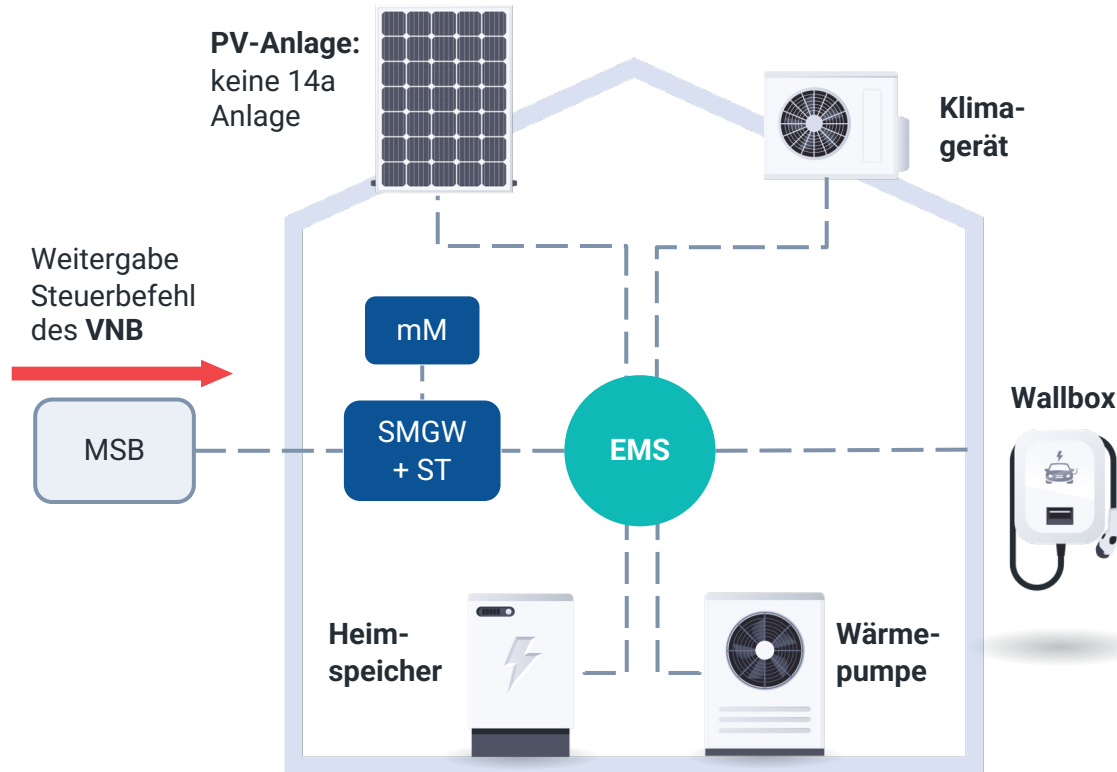 PV-Anlage:
keine 14a
Anlage
Klima-
gerät
Weitergabe
Steuerbefehl
des VNB
mM
MSB
SMGW
+ ST
EMS
Wallbox
Heim-
speicher
Wärme-
pumpe